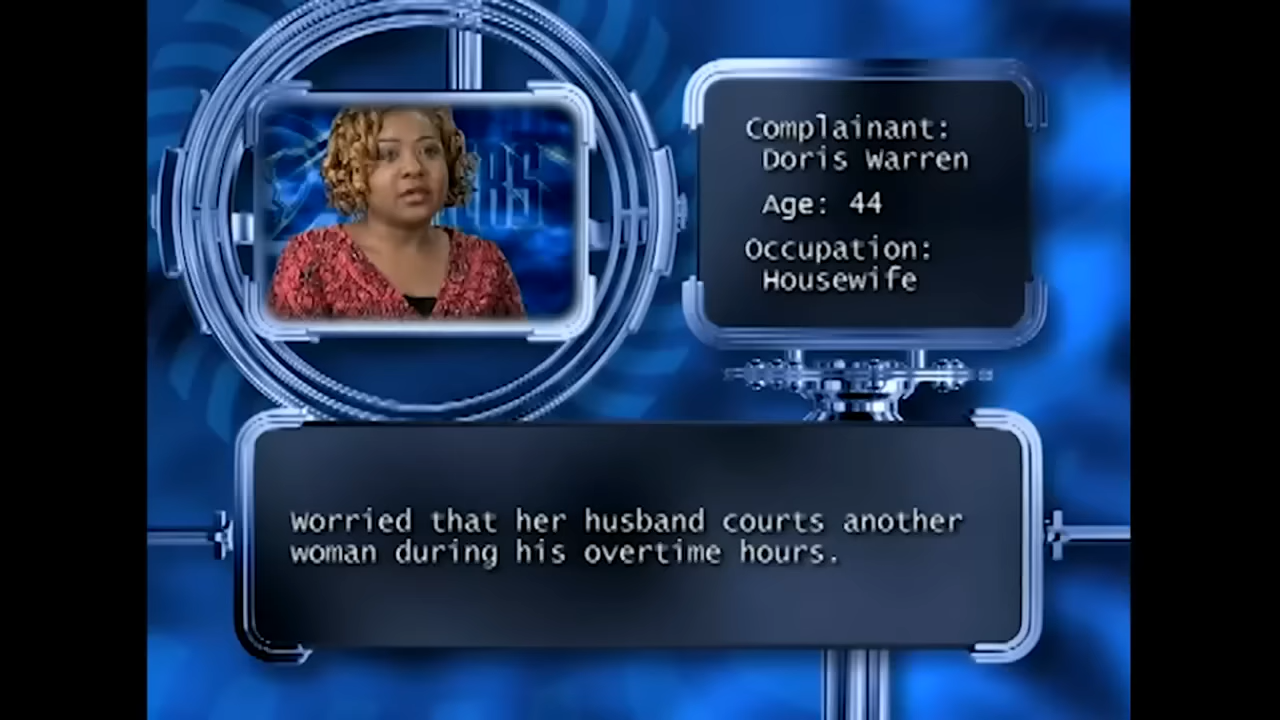 Complainant:
Doris Warren
Age: 44
Occupation:
Housewife
Worried that her husband courts another
woman during his overtime hours.